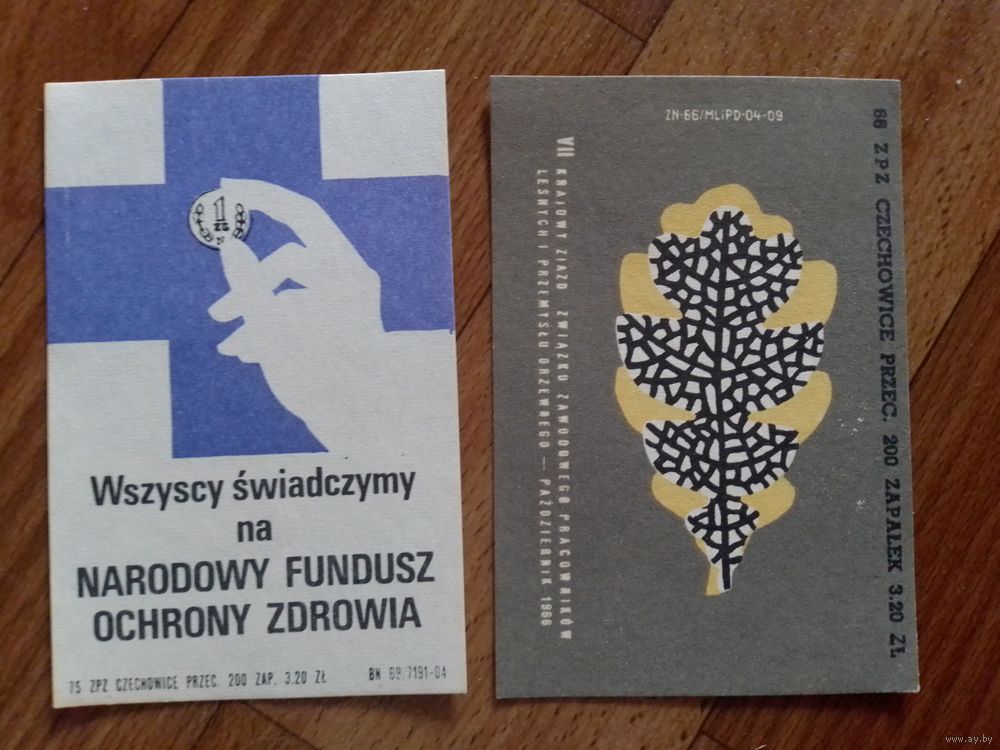 1
ZŁ
Wszyscy świadczymy
na
NARODOWY FUNDUSZ
OCHRONY ZDROWIA
75 ZPZ CZECHOWICE PRZEC. 200 ZAP. 3.20 ZŁ
BN 69/7191-04
ZN-66/MLiPD-04-09
VII KRAJOWY ZJAZD ZWIĄZKU ZAWODOWEGO PRACOWNIKÓW
LEŚNYCH I PRZEMYSŁU DRZEWNEGO — PAŹDZIERNIK 1966
66 ZPZ CZECHOWICE PRZEC. 200 ZAPAŁEK 3.20 ZŁ
www.ay.by